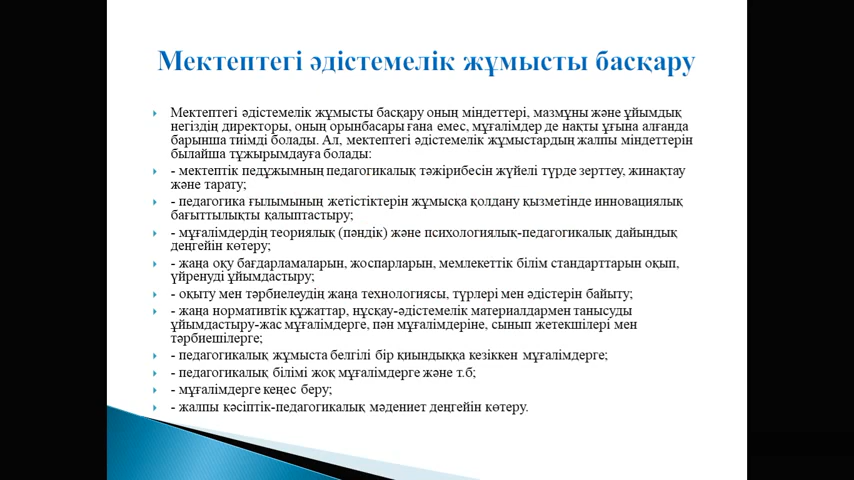 Мектептегі әдістемелік жұмысты басқару
Мектептегі әдістемелік жұмысты басқару оның міндеттері, мазмұны және ұйымдық
негіздің директоры, оның орынбасары ғана емес, мұғалімдер де нақты ұғына алғанда
барынша тиімді болады. Ал, мектептегі әдістемелік жұмыстардың жалпы міндеттерін
былайша тұжырымдауға болады:
- мектептік педұжымның педагогикалық тәжірибесін жүйелі түрде зерттеу, жинақтау
және тарату;
- педагогика ғылымының жетістіктерін жұмысқа қолдану қызметінде инновациялық
бағыттылықты қалыптастыру;
- мұғалімдердің теориялық (пәндік) және психологиялық-педагогикалық дайындық
деңгейін көтеру;
- жаңа оқу бағдарламаларын, жоспарларын, мемлекеттік білім стандарттарын оқып,
үйренуді ұйымдастыру;
- оқыту мен тәрбиелеудің жаңа технологиясы, түрлері мен әдістерін байыту;
- жаңа нормативтік құжаттар, нұсқау-әдістемелік материалдармен танысуды
ұйымдастыру-жас мұғалімдерге, пән мұғалімдеріне, сынып жетекшілері мен
тәрбиешілерге;
- педагогикалық жұмыста белгілі бір қиындыққа кезіккен мұғалімдерге;
- педагогикалық білімі жоқ мұғалімдерге және т.б;
- мұғалімдерге кеңес беру;
- жалпы кәсіптік-педагогикалық мәдениет деңгейін көтеру.